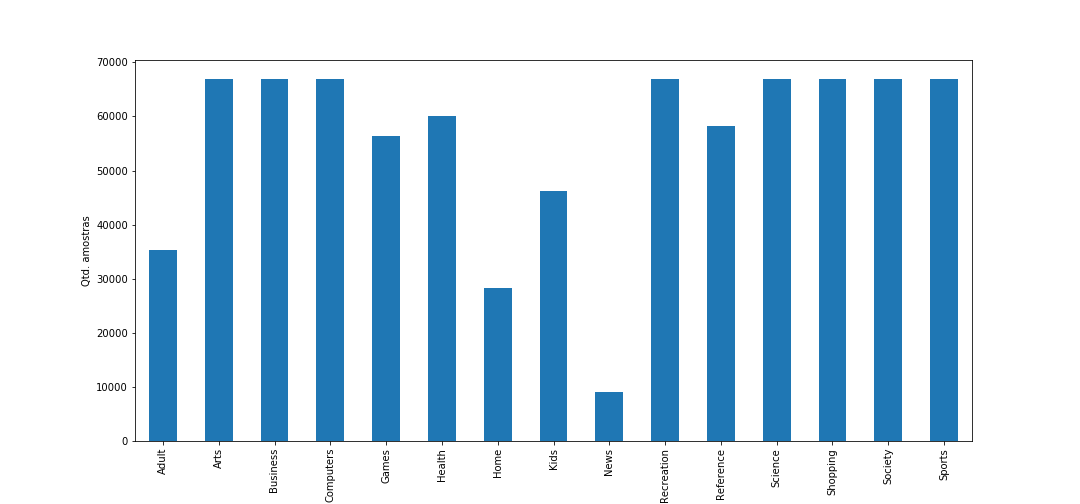 70000
60000
50000
40000
30000
20000
10000
0
Qtd. amostras
Adult
Arts
Business
Computers
Games
Health
Home
Kids
News
Recreation
Reference
Science
Shopping
Society
Sports